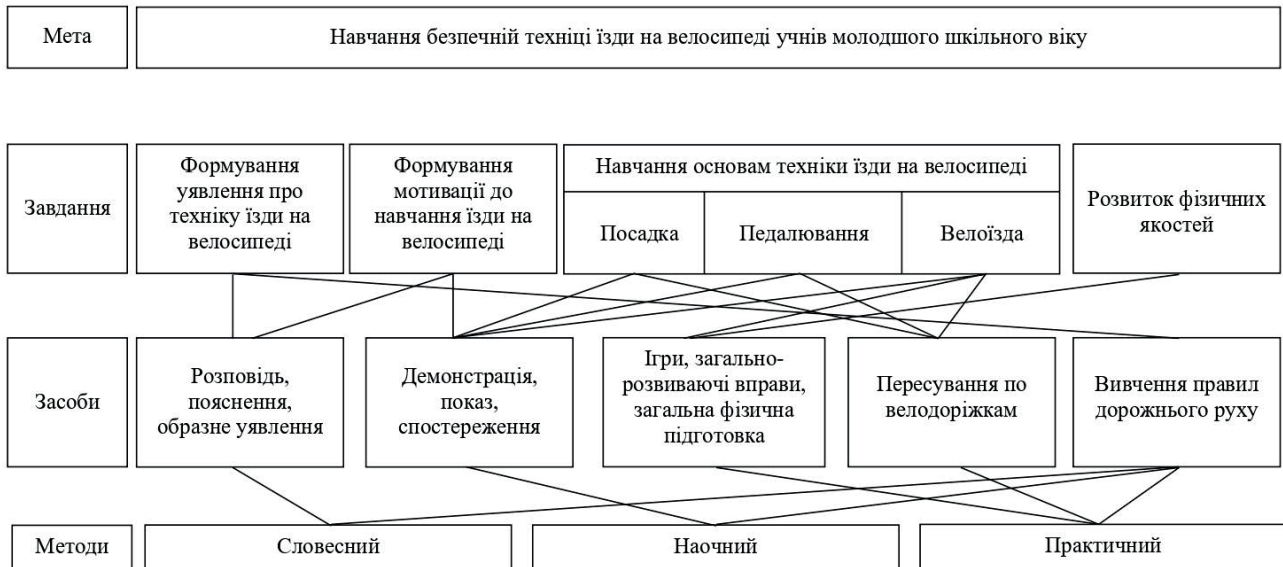 Мета
Навчання безпечній техніці їзди на велосипеді учнів молодшого шкільного віку
Завдання
Формування
уявлення про
техніку їзди на
велосипеді
Формування
мотивації до
навчання їзди на
велосипеді
Навчання основам техніки їзди на велосипеді
Посадка
Педалювання
Велоїзда
Розвиток фізичних
якостей
Засоби
Розповідь,
пояснення,
образне уявлення
Демонстрація,
показ,
спостереження
Ігри, загально-
розвиваючі вправи,
загальна фізична
підготовка
Пересування по
велодоріжкам
Вивчення правил
дорожнього руху
Методи
Словесний
Наочний
Практичний